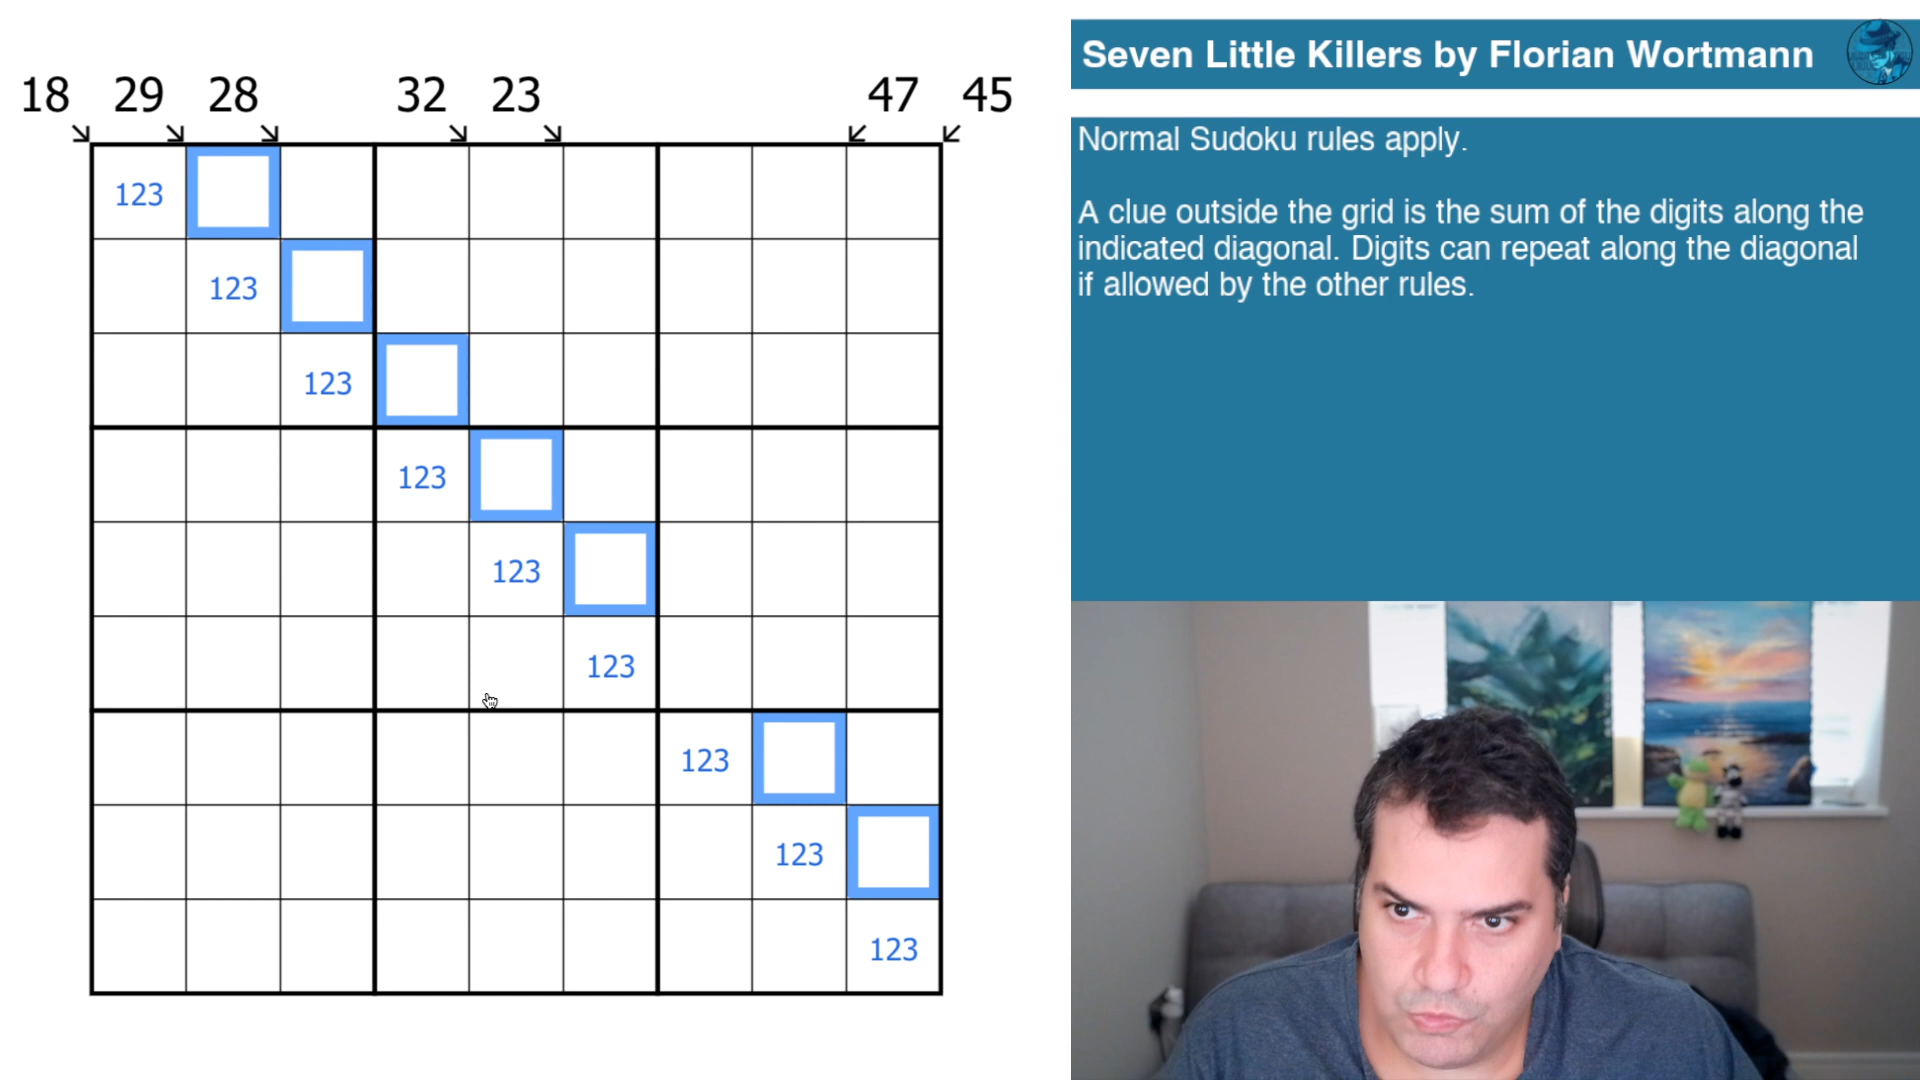 Seven Little Killers by Florian Wortmann
18 29 28 32 23 47 45
Normal Sudoku rules apply.
A clue outside the grid is the sum of the digits along the
indicated diagonal. Digits can repeat along the diagonal
if allowed by the other rules.
123
123
123
123
123
123
123
123
123